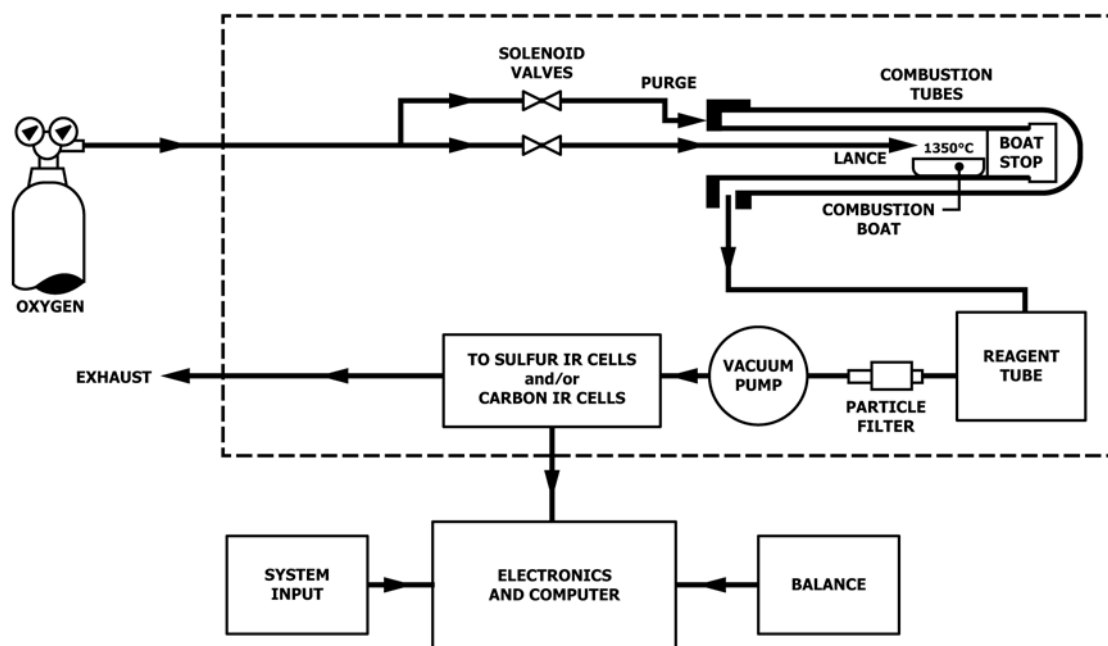 SOLENOID
VALVES
PURGE
COMBUSTION
TUBES
LANCE
1350°C
BOAT
STOP
COMBUSTION
BOAT
OXYGEN
EXHAUST
TO SULFUR IR CELLS
and/or
CARBON IR CELLS
VACUUM
PUMP
PARTICLE
FILTER
REAGENT
TUBE
SYSTEM
INPUT
ELECTRONICS
AND COMPUTER
BALANCE